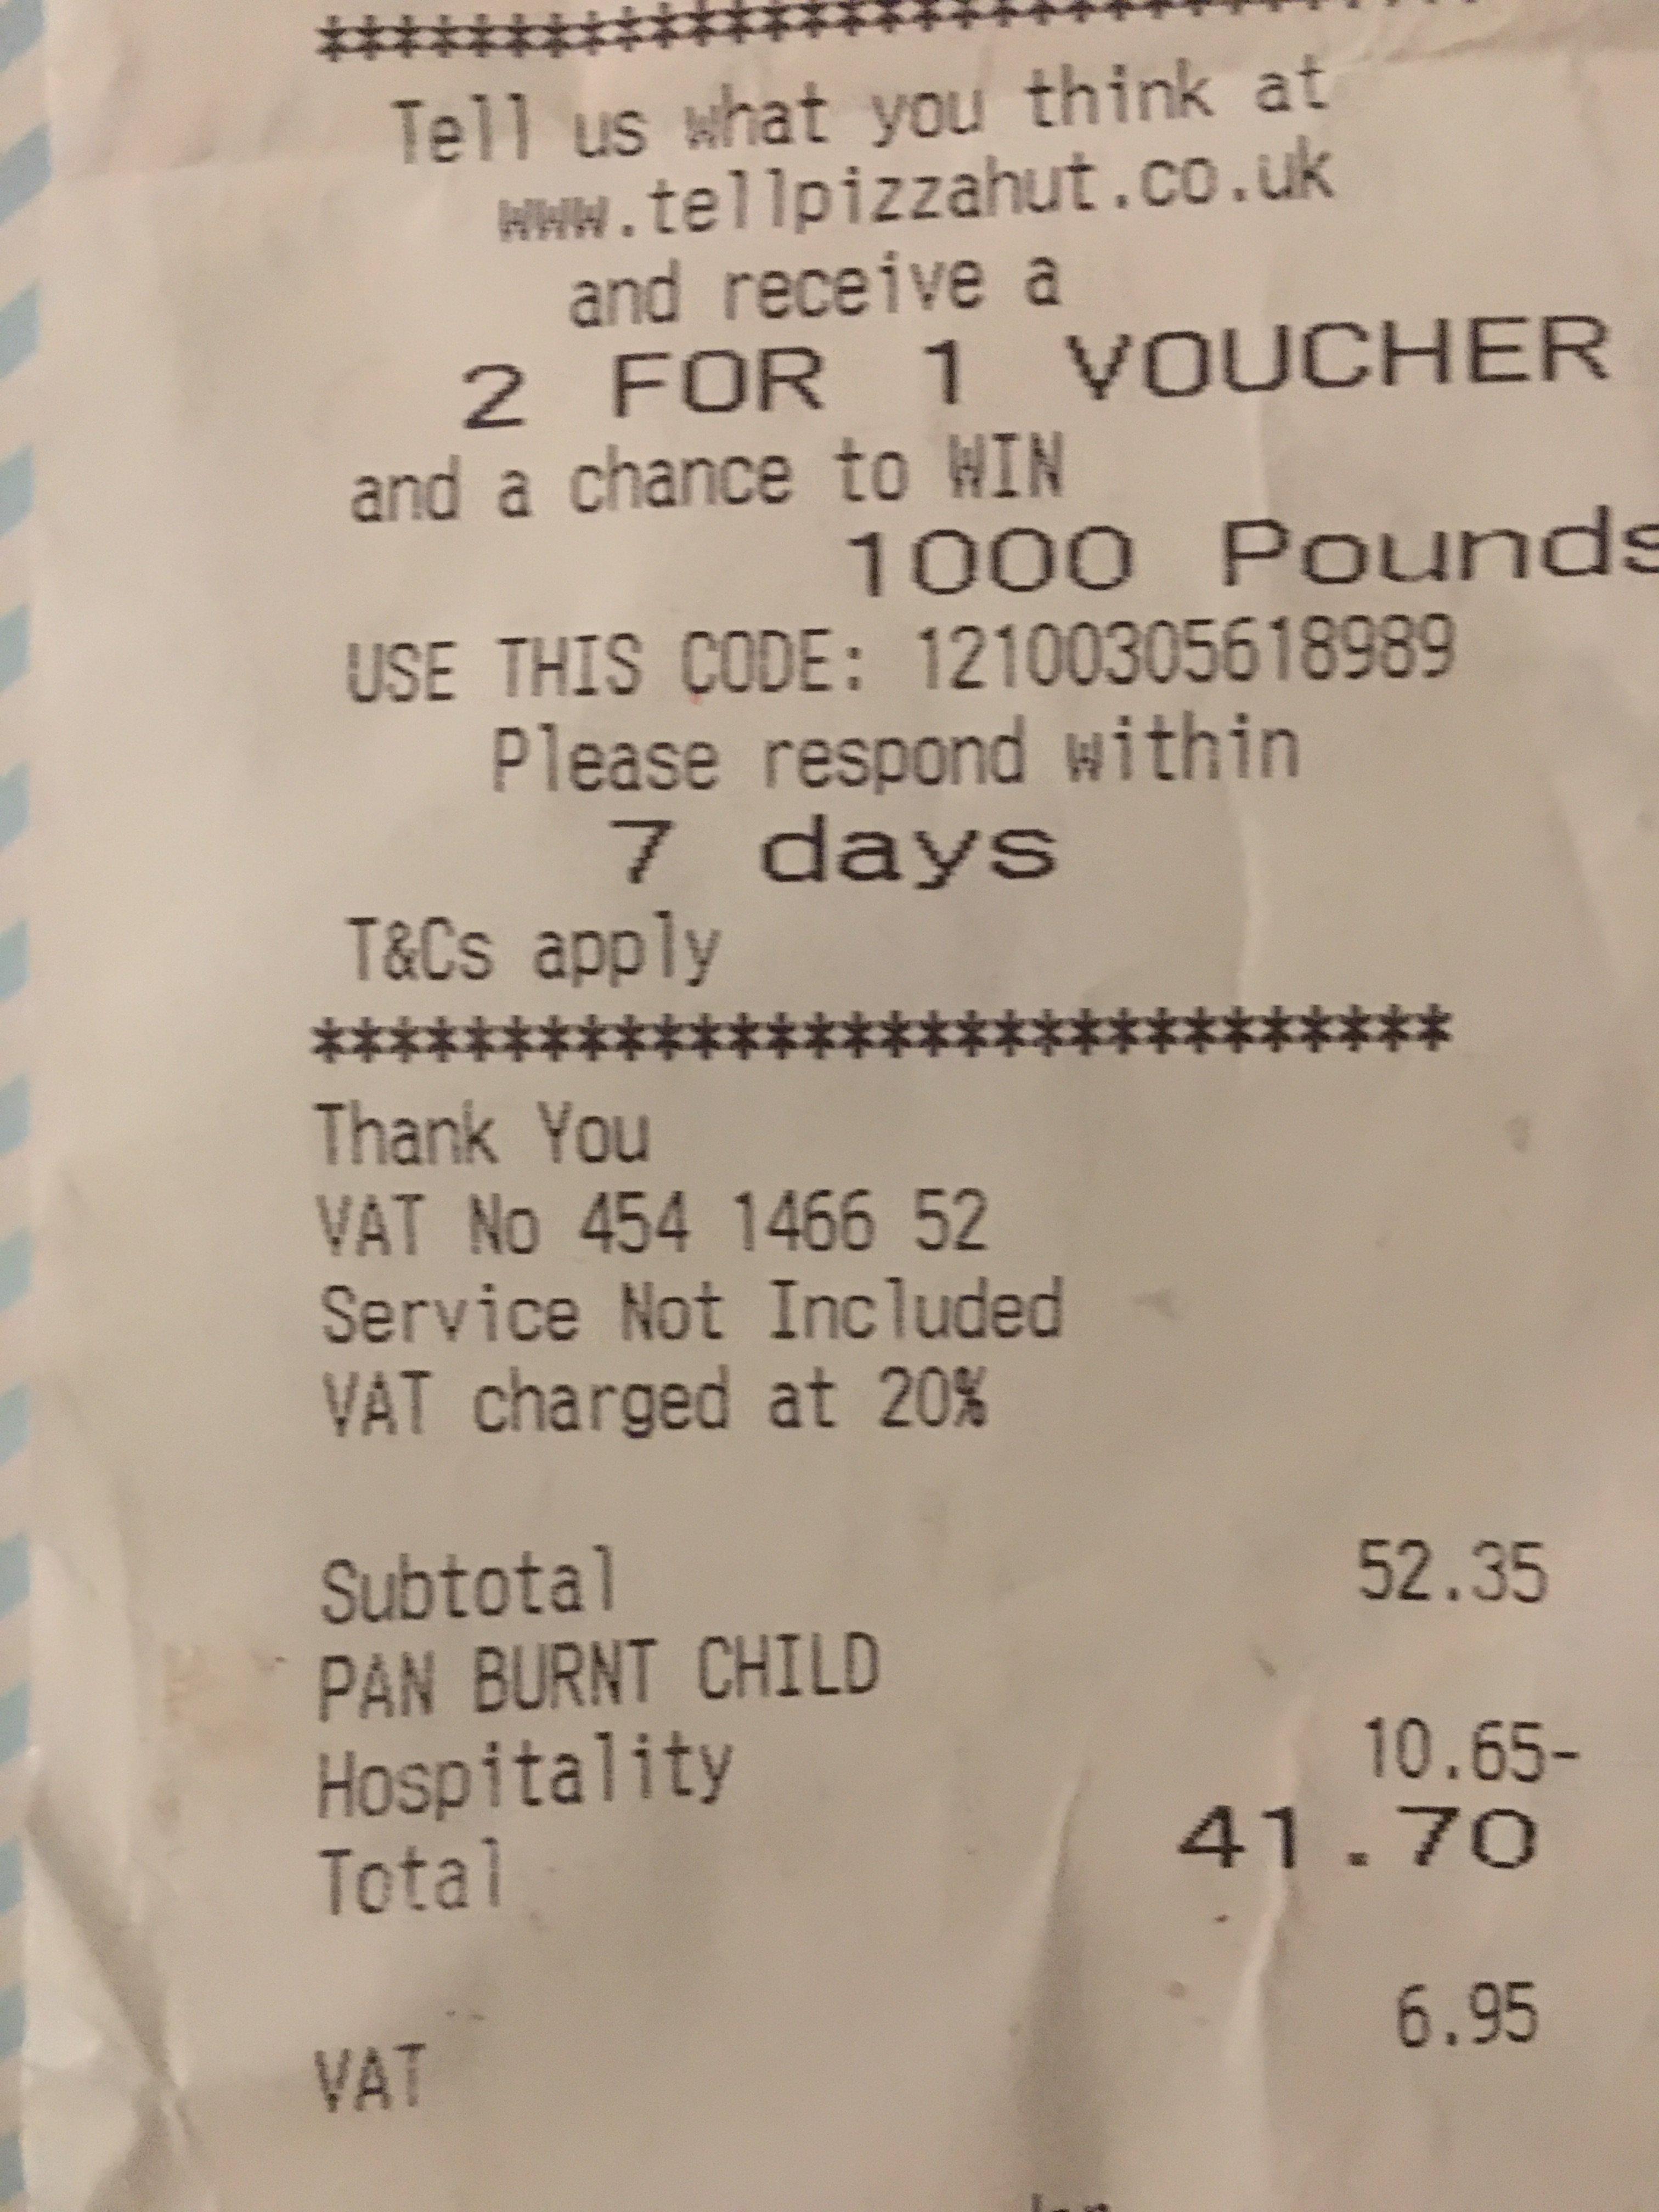 ******************************
Tell us what you think at
www.tellpizzahut.co.uk
and receive a
2 FOR 1 VOUCHER
and a chance to WIN
1000 Pounds
USE THIS CODE: 12100305618989
Please respond within
7 days
T&Cs apply
******************************
Thank You
VAT No 454 1466 52
Service Not Included
VAT charged at 20%
Subtotal 52.35
PAN BURNT CHILD
Hospitality 10.65-
Total 41.70
VAT 6.95